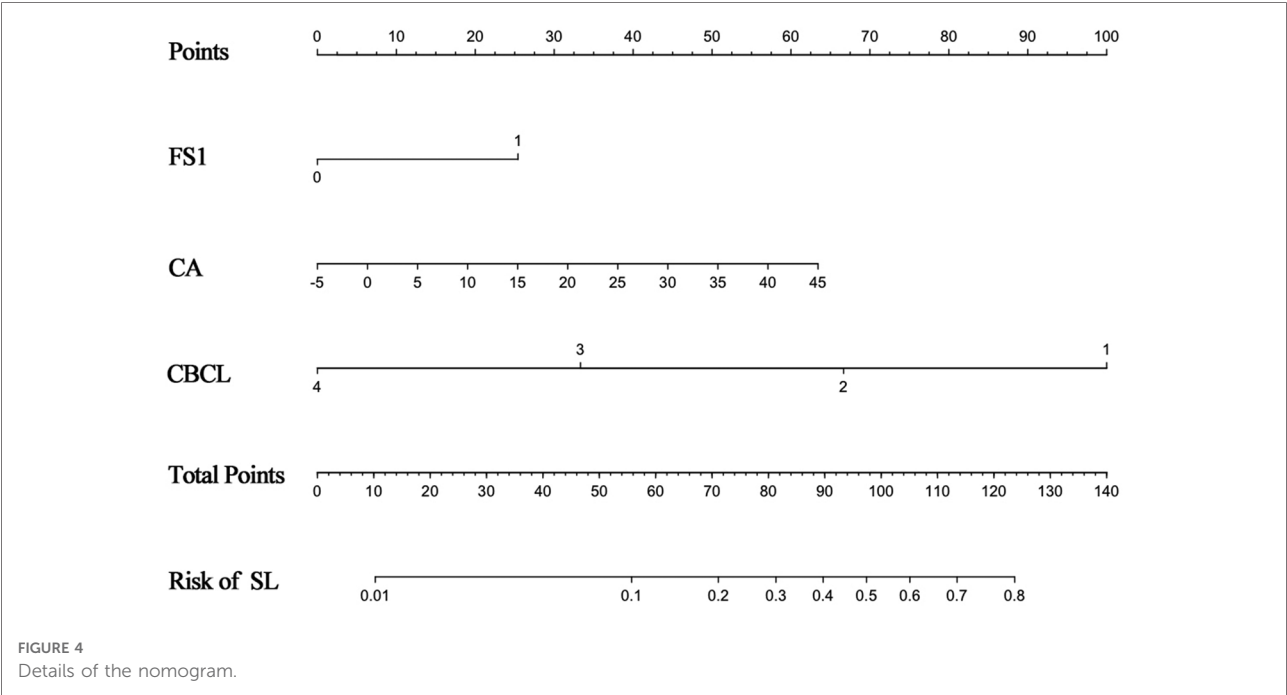 Points 0 10 20 30 40 50 60 70 80 90 100
FS1 1
0
CA
-5 0 5 10 15 20 25 30 35 40 45
3 1
CBCL
4 2
Total Points
0 10 20 30 40 50 60 70 80 90 100 110 120 130 140
Risk of SL
0.01 0.1 0.2 0.3 0.4 0.5 0.6 0.7 0.8
FIGURE 4
Details of the nomogram.